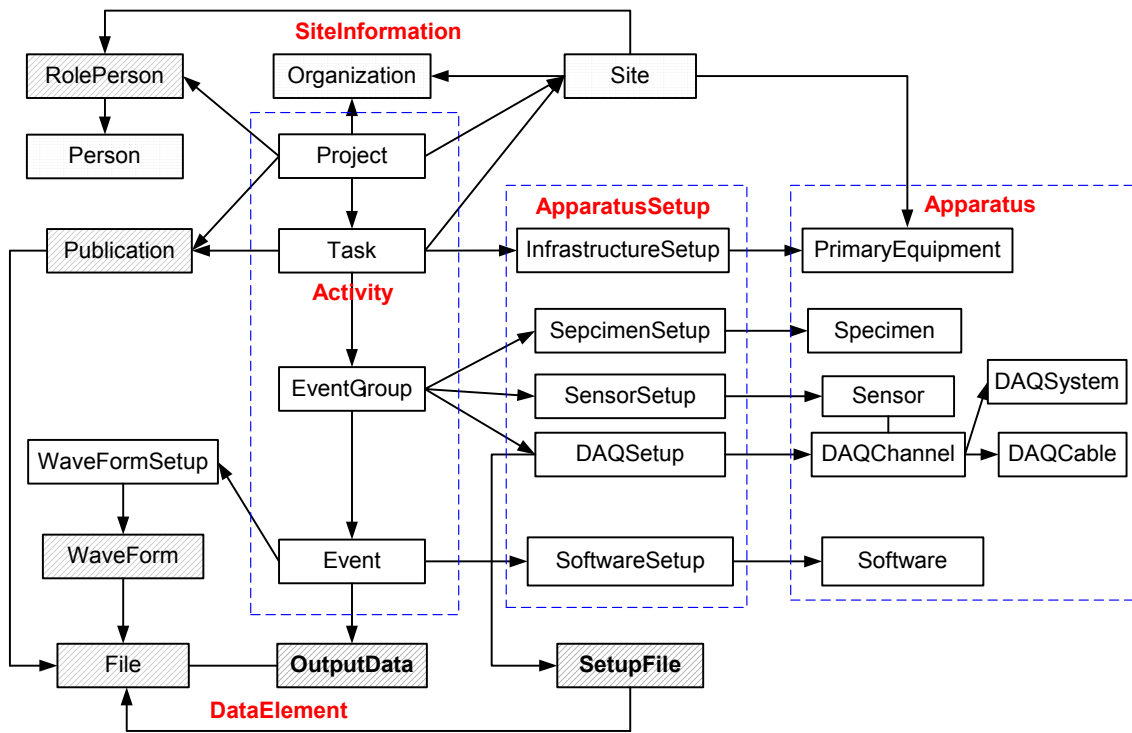 SiteInformation
RolePerson
Organization
Site
Person
Project
ApparatusSetup
Apparatus
Publication
Task
InfrastructureSetup
PrimaryEquipment
Activity
SepcimenSetup
Specimen
EventGroup
SensorSetup
Sensor
DAQSystem
WaveFormSetup
DAQSetup
DAQChannel
DAQCable
WaveForm
Event
SoftwareSetup
Software
File
OutputData
SetupFile
DataElement